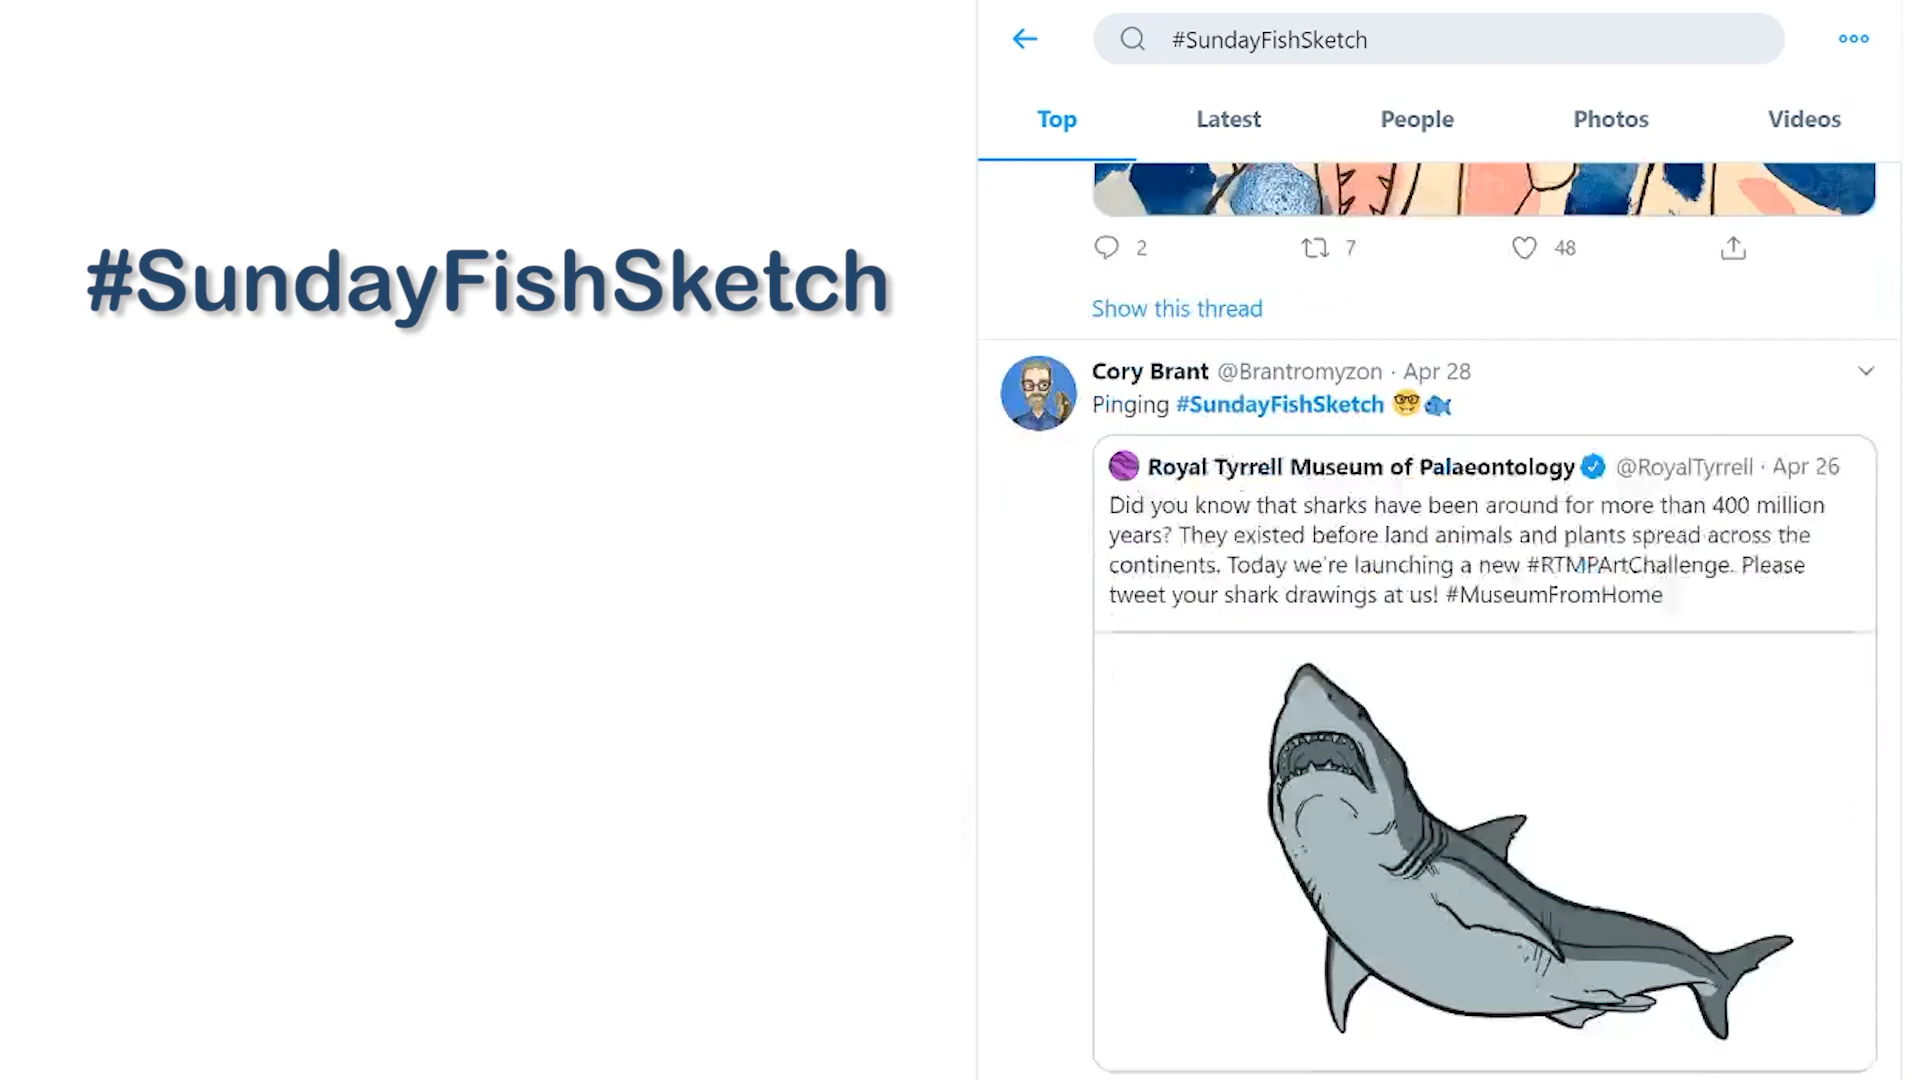 #SundayFishSketch
#SundayFishSketch
Top Latest People Photos Videos
2 7 48
Show this thread
Cory Brant @Brantromyzon · Apr 28
Pinging #SundayFishSketch 🤓🐟
Royal Tyrrell Museum of Palaeontology @RoyalTyrrell · Apr 26
Did you know that sharks have been around for more than 400 million
years? They existed before land animals and plants spread across the
continents. Today we're launching a new #RTMPArtChallenge. Please
tweet your shark drawings at us! #MuseumFromHome